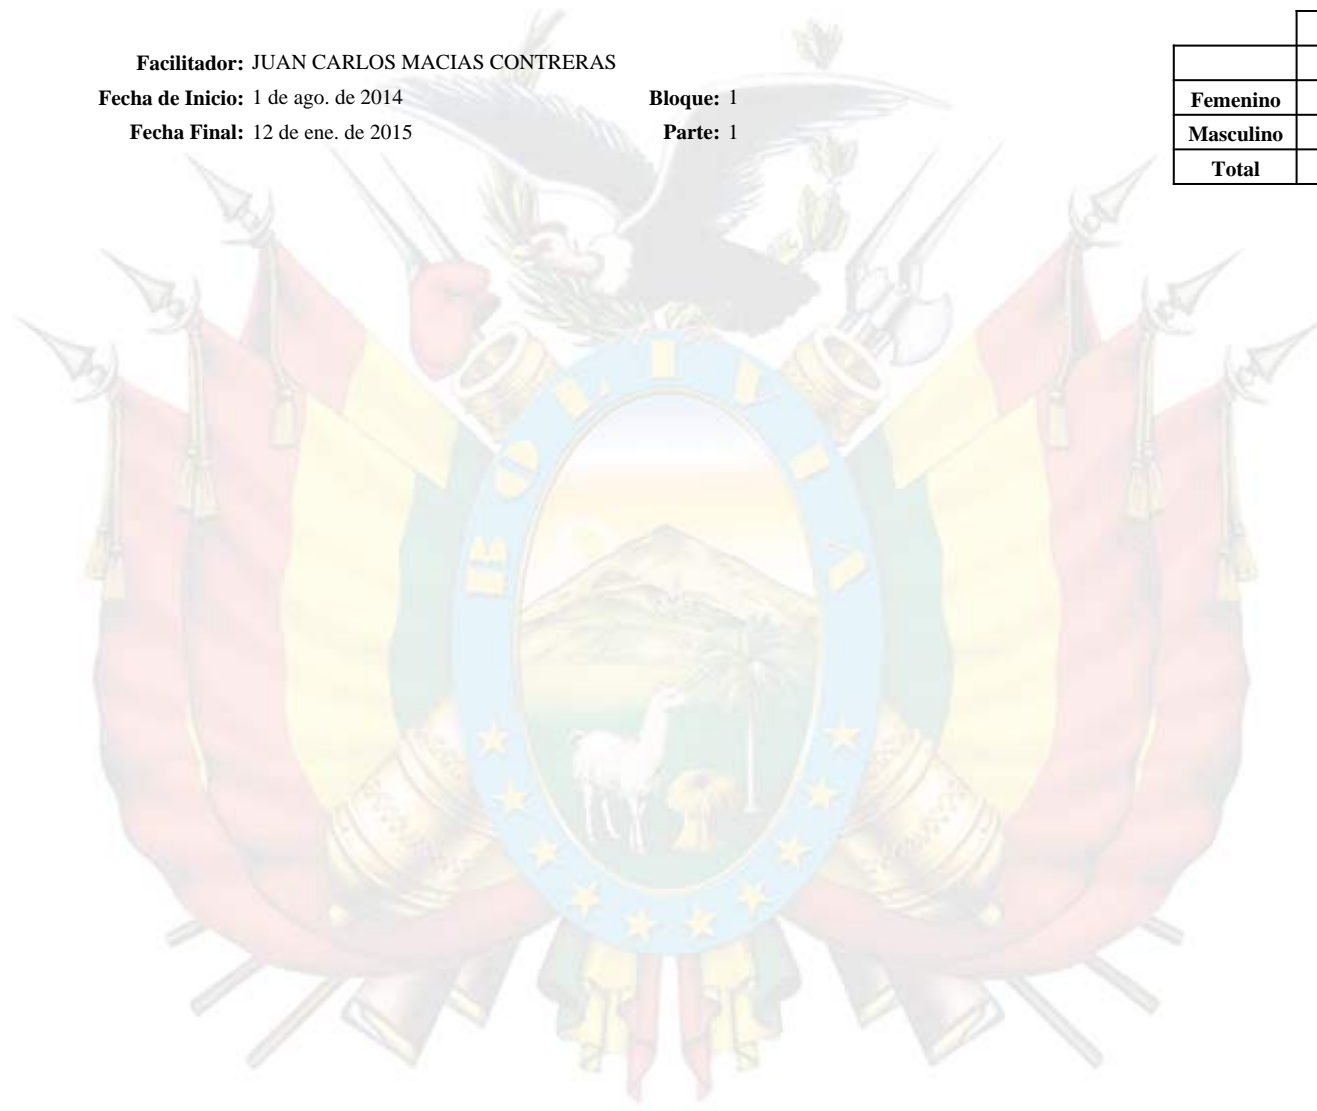 Facilitador: JUAN CARLOS MACIAS CONTRERAS
Fecha de Inicio: 1 de ago. de 2014 Bloque: 1
Fecha Final: 12 de ene. de 2015 Parte: 1
Femenino
Masculino
Total
BOLIVIA